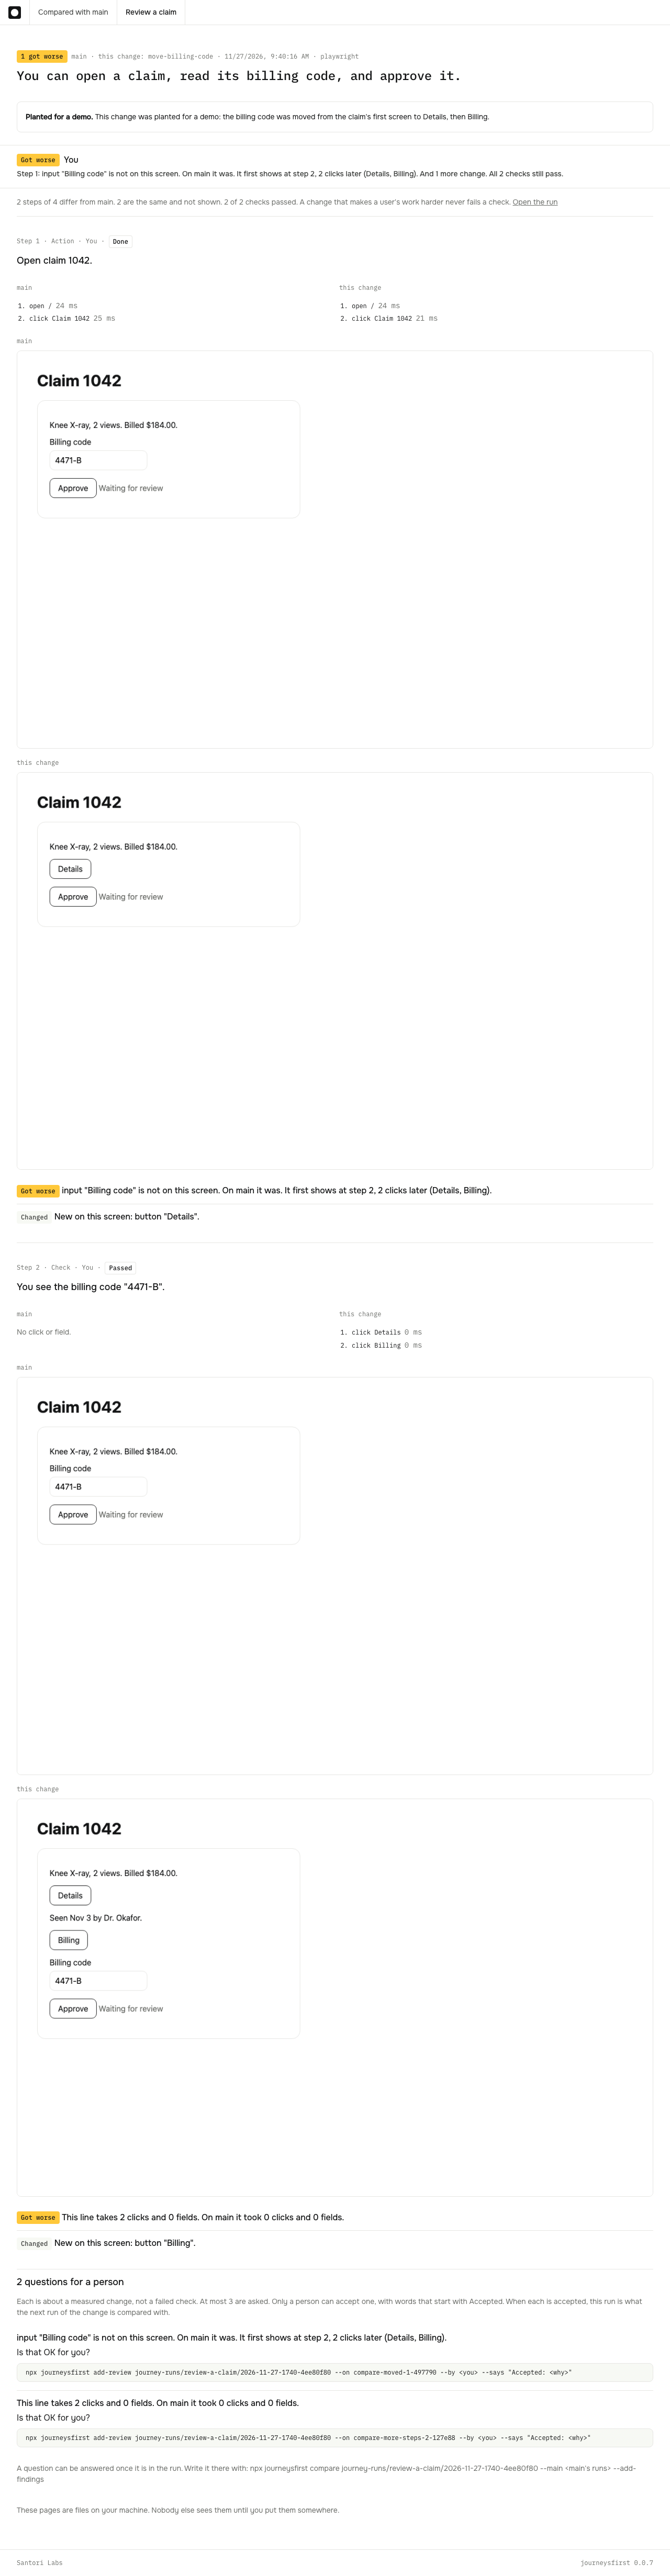 Compared with main
Review a claim
1 got worse main · this change: move-billing-code · 11/27/2026, 9:40:16 AM · playwright
You can open a claim, read its billing code, and approve it.
Planted for a demo. This change was planted for a demo: the billing code was moved from the claim's first screen to Details, then Billing.
Got worse You
Step 1: input "Billing code" is not on this screen. On main it was. It first shows at step 2, 2 clicks later (Details, Billing). And 1 more change. All 2 checks still pass.
2 steps of 4 differ from main. 2 are the same and not shown. 2 of 2 checks passed. A change that makes a user's work harder never fails a check. Open the run
Step 1 · Action · You · Done
Open claim 1042.
main
1. open / 24 ms
2. click Claim 1042 25 ms
this change
1. open / 24 ms
2. click Claim 1042 21 ms
main
Claim 1042
Knee X-ray, 2 views. Billed $184.00.
Billing code
4471-B
Approve Waiting for review
this change
Claim 1042
Knee X-ray, 2 views. Billed $184.00.
Details
Approve Waiting for review
Got worse input "Billing code" is not on this screen. On main it was. It first shows at step 2, 2 clicks later (Details, Billing).
Changed New on this screen: button "Details".
Step 2 · Check · You · Passed
You see the billing code "4471-B".
main
No click or field.
this change
1. click Details 0 ms
2. click Billing 0 ms
main
Claim 1042
Knee X-ray, 2 views. Billed $184.00.
Billing code
4471-B
Approve Waiting for review
this change
Claim 1042
Knee X-ray, 2 views. Billed $184.00.
Details
Seen Nov 3 by Dr. Okafor.
Billing
Billing code
4471-B
Approve Waiting for review
Got worse This line takes 2 clicks and 0 fields. On main it took 0 clicks and 0 fields.
Changed New on this screen: button "Billing".
2 questions for a person
Each is about a measured change, not a failed check. At most 3 are asked. Only a person can accept one, with words that start with Accepted. When each is accepted, this run is what
the next run of the change is compared with.
input "Billing code" is not on this screen. On main it was. It first shows at step 2, 2 clicks later (Details, Billing).
Is that OK for you?
npx journeysfirst add-review journey-runs/review-a-claim/2026-11-27-1740-4ee80f80 --on compare-moved-1-497790 --by <you> --says "Accepted: <why>"
This line takes 2 clicks and 0 fields. On main it took 0 clicks and 0 fields.
Is that OK for you?
npx journeysfirst add-review journey-runs/review-a-claim/2026-11-27-1740-4ee80f80 --on compare-more-steps-2-127e88 --by <you> --says "Accepted: <why>"
A question can be answered once it is in the run. Write it there with: npx journeysfirst compare journey-runs/review-a-claim/2026-11-27-1740-4ee80f80 --main <main's runs> --add-
findings
These pages are files on your machine. Nobody else sees them until you put them somewhere.
Santori Labs
journeysfirst 0.0.7